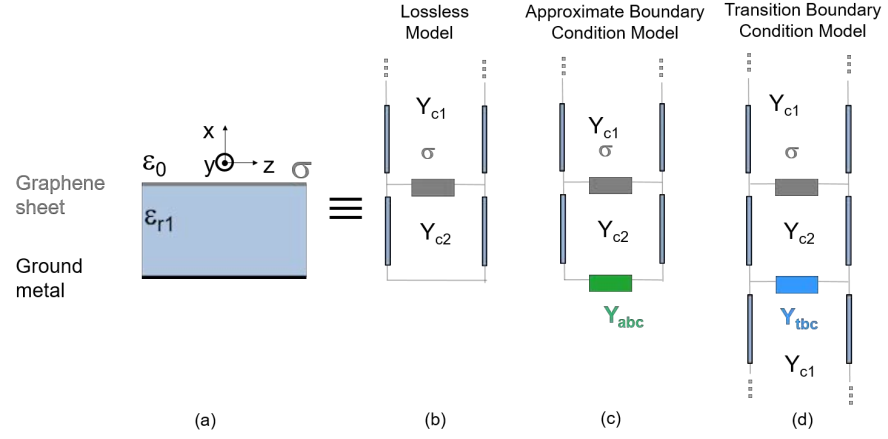 Lossless
Model
Approximate Boundary
Condition Model
Transition Boundary
Condition Model
x
y
z
ε0
σ
Graphene
sheet
εr1
Ground
metal
≡
(a)
Yc1
σ
Yc2
(b)
Yc1
σ
Yc2
Yabc
(c)
Yc1
σ
Yc2
Ytbc
Yc1
(d)